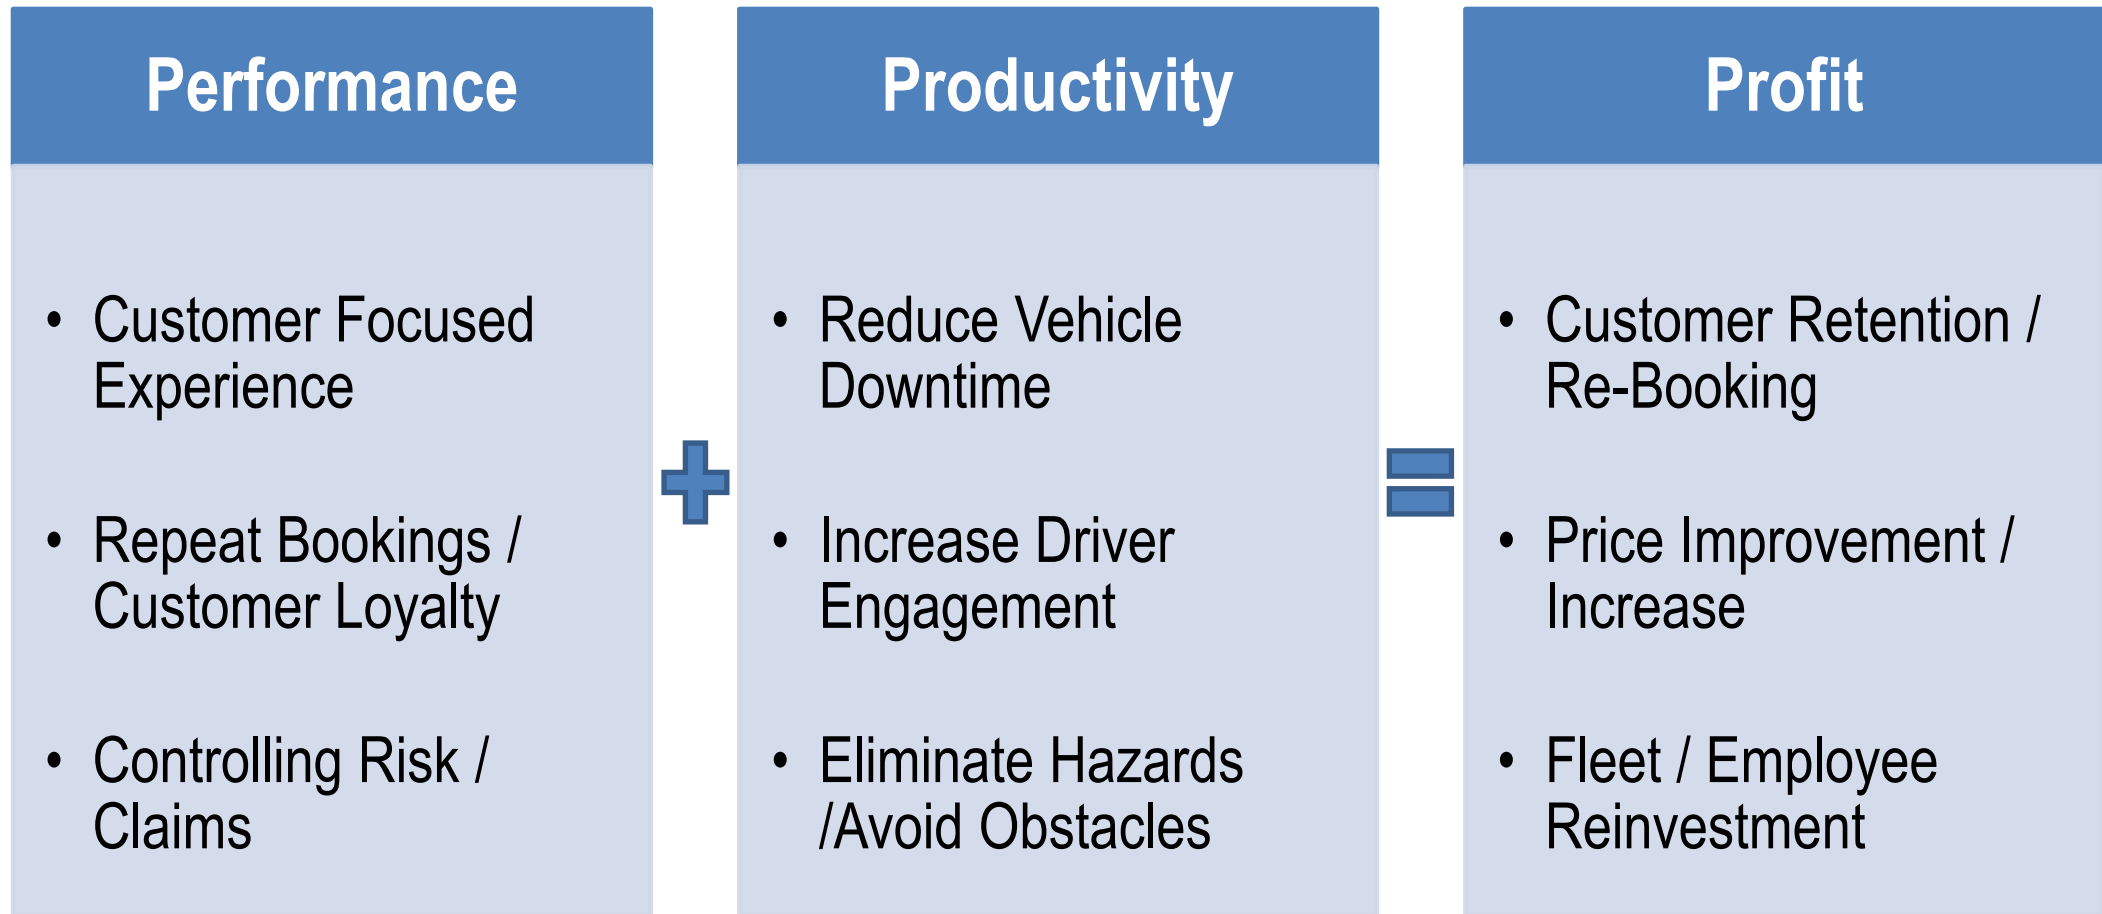 Performance
• Customer Focused
Experience
• Repeat Bookings /
Customer Loyalty
• Controlling Risk /
Claims
Productivity
• Reduce Vehicle
Downtime
• Increase Driver
Engagement
• Eliminate Hazards
/Avoid Obstacles
Profit
• Customer Retention /
Re-Booking
• Price Improvement /
Increase
• Fleet / Employee
Reinvestment